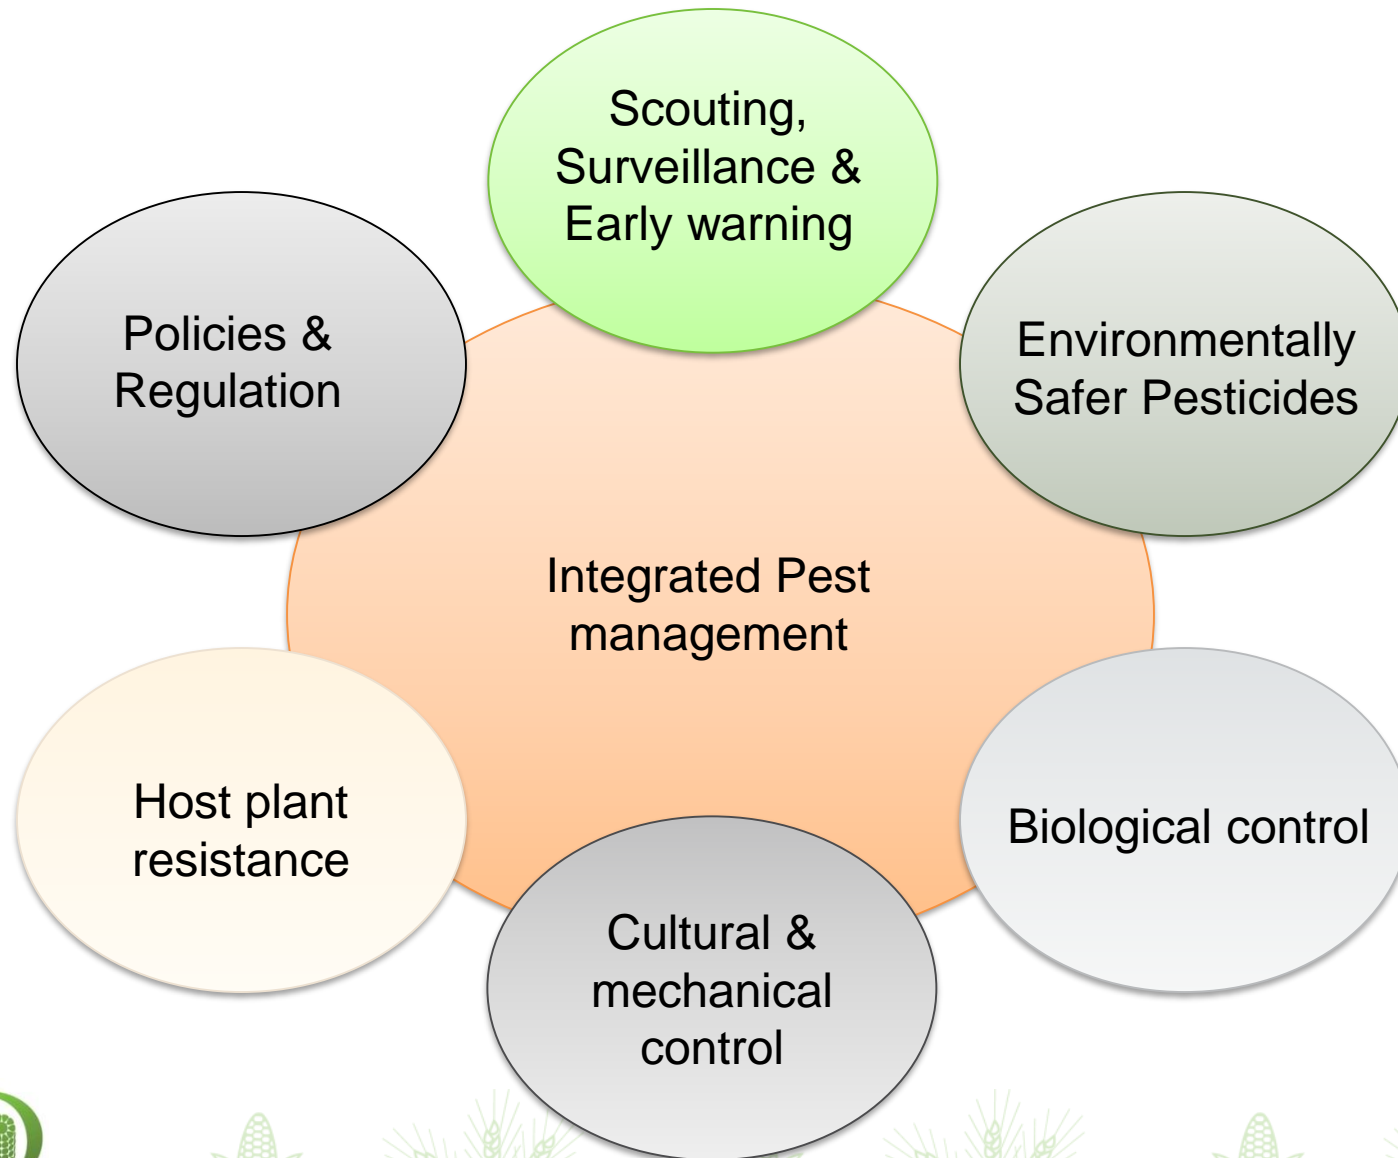 Scouting,
Surveillance &
Early warning
Policies &
Regulation
Environmentally
Safer Pesticides
Integrated Pest
management
Host plant
resistance
Biological control
Cultural &
mechanical
control